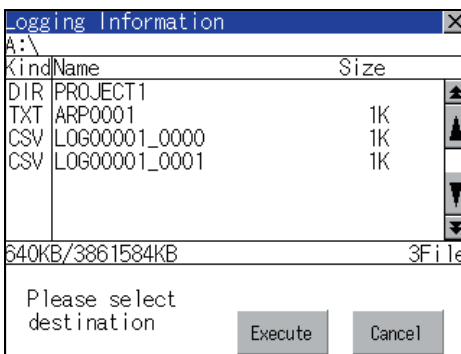 Logging Information
A:\
Kind Name Size
DIR PROJECT1
TXT ARP0001 1K
CSV LOG00001_0000 1K
CSV LOG00001_0001 1K
640KB/3861584KB 3File
Please select
destination
Execute Cancel